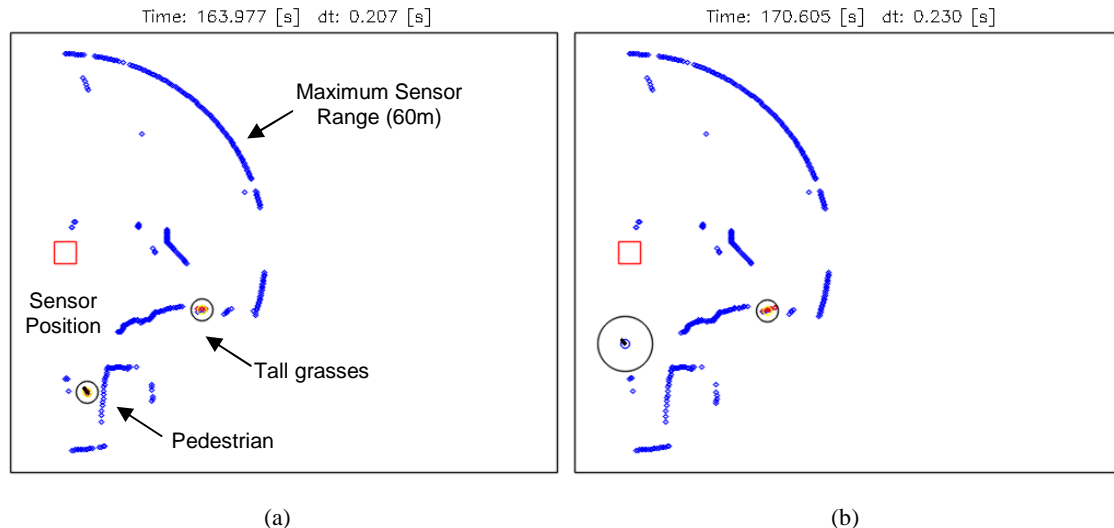 Time: 163.977 [s]  dt: 0.207 [s]
Time: 170.605 [s]  dt: 0.230 [s]
Maximum Sensor
Range (60m)
Sensor
Position
Tall grasses
Pedestrian
(a)
(b)